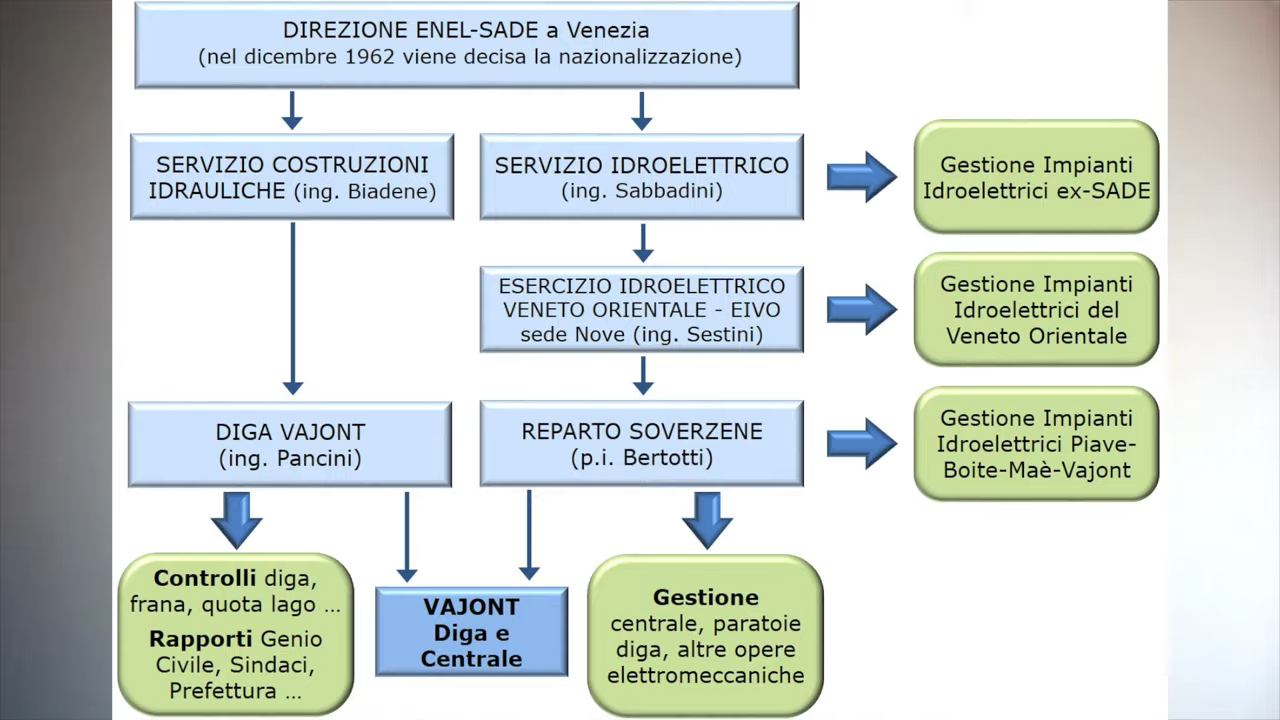 DIREZIONE ENEL-SADE a Venezia
(nel dicembre 1962 viene decisa la nazionalizzazione)
SERVIZIO COSTRUZIONI
IDRAULICHE (ing. Biadene)
SERVIZIO IDROELETTRICO
(ing. Sabbadini)
Gestione Impianti
Idroelettrici ex-SADE
ESERCIZIO IDROELETTRICO
VENETO ORIENTALE - EIVO
sede Nove (ing. Sestini)
Gestione Impianti
Idroelettrici del
Veneto Orientale
DIGA VAJONT
(ing. Pancini)
REPARTO SOVERZENE
(p.i. Bertotti)
Gestione Impianti
Idroelettrici Piave-
Boite-Maè-Vajont
Controlli diga,
frana, quota lago ...
Rapporti Genio
Civile, Sindaci,
Prefettura ...
VAJONT
Diga e
Centrale
Gestione
centrale, paratoie
diga, altre opere
elettromeccaniche